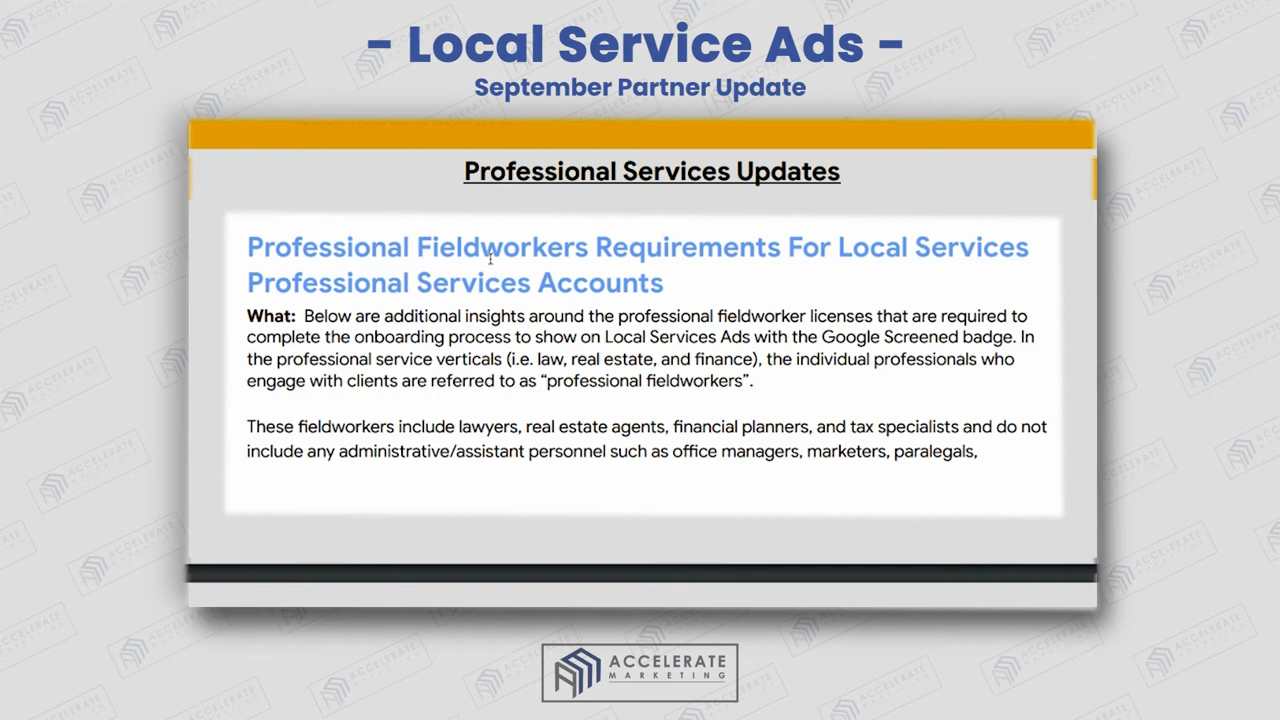 - Local Service Ads -
September Partner Update
Professional Services Updates
Professional Fieldworkers Requirements For Local Services
Professional Services Accounts
What: Below are additional insights around the professional fieldworker licenses that are required to
complete the onboarding process to show on Local Services Ads with the Google Screened badge. In
the professional service verticals (i.e. law, real estate, and finance), the individual professionals who
engage with clients are referred to as “professional fieldworkers”.
These fieldworkers include lawyers, real estate agents, financial planners, and tax specialists and do not
include any administrative/assistant personnel such as office managers, marketers, paralegals,
ACCELERATE
MARKETING